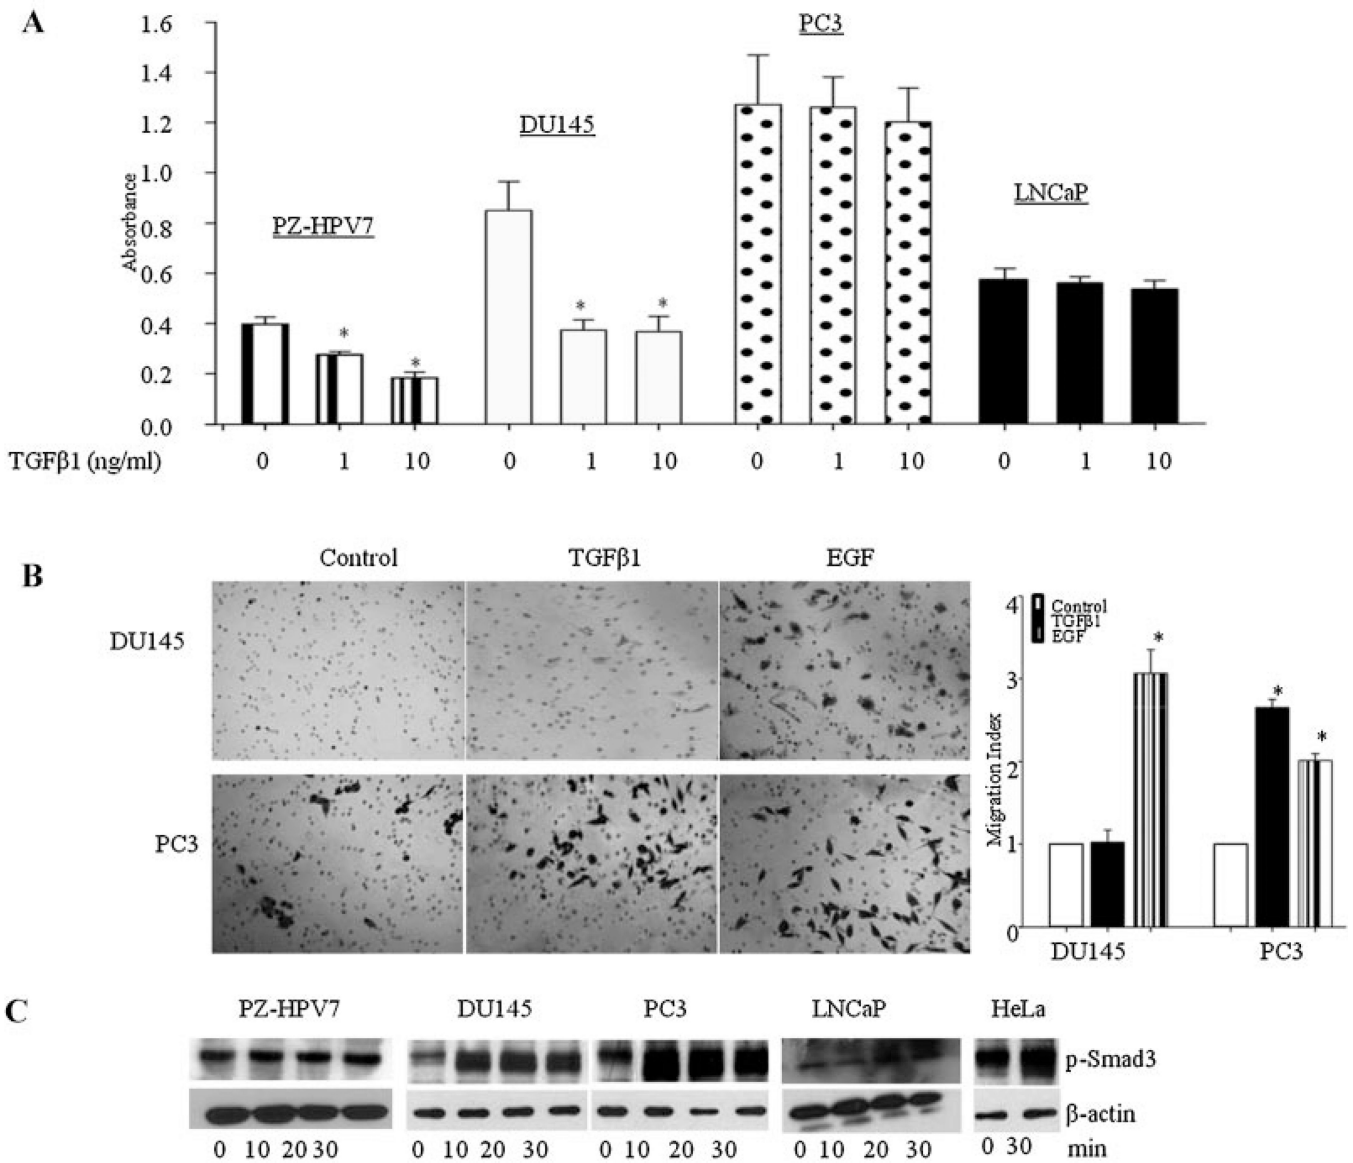 A
PC3
DU145
LNCaP
PZ-HPV7
Absorbance
1.6
1.4
1.2
1.0
0.8
0.6
0.4
0.2
0.0
* * * *
TGFβ1 (ng/ml) 0 1 10 0 1 10 0 1 10 0 1 10
B
Control TGFβ1 EGF
DU145
PC3
Migration Index
4
3
2
1
0
Control
TGFβ1
EGF
* * *
DU145 PC3
C
PZ-HPV7 DU145 PC3 LNCaP HeLa
p-Smad3
β-actin
0 10 20 30 0 10 20 30 0 10 20 30 0 10 20 30 0 30 min